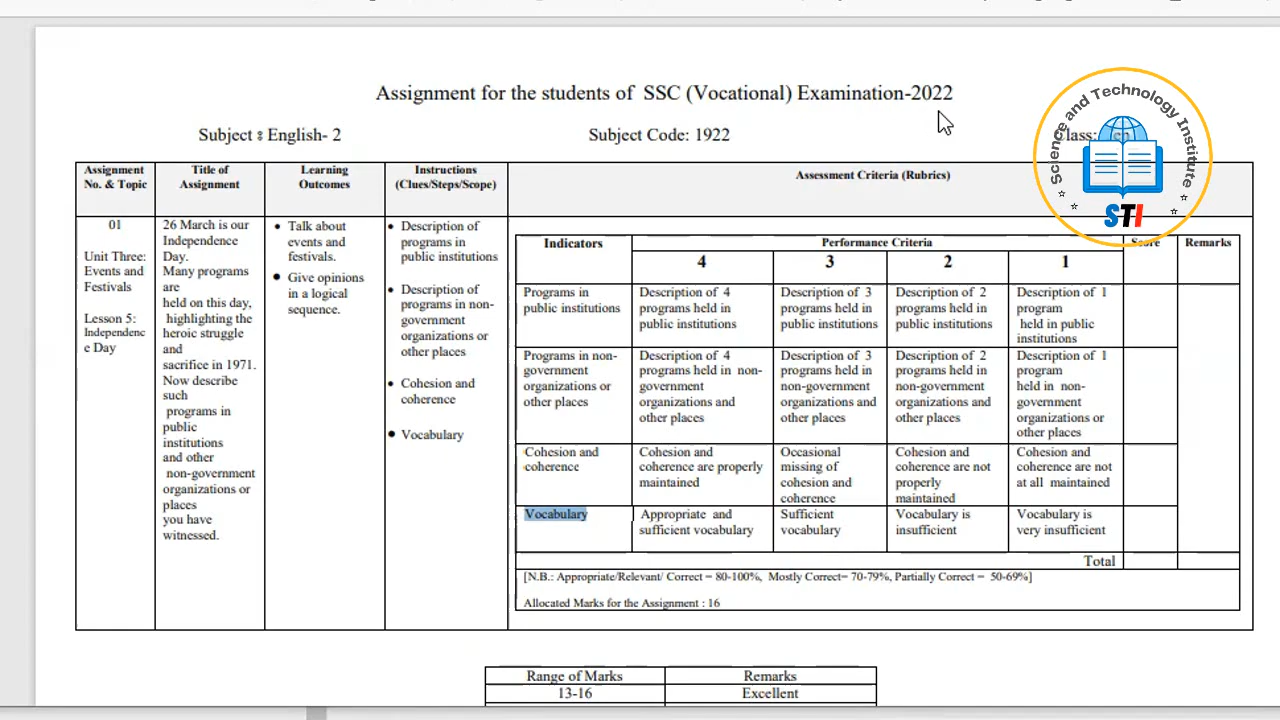 Assignment for the students of SSC (Vocational) Examination-2022
Subject ঃ English- 2
Subject Code: 1922
Class:
Science and Technology Institute
STI
Assignment
No. & Topic
Title of
Assignment
Learning
Outcomes
Instructions
(Clues/Steps/Scope)
Assessment Criteria (Rubrics)
01
Unit Three:
Events and
Festivals
Lesson 5:
Independenc
e Day
26 March is our
Independence
Day.
Many programs
are
held on this day,
highlighting the
heroic struggle
and
sacrifice in 1971.
Now describe
such
programs in
public
institutions
and other
non-government
organizations or
places
you have
witnessed.
• Talk about
events and
festivals.
• Give opinions
in a logical
sequence.
• Description of
programs in
public institutions
• Description of
programs in non-
government
organizations or
other places
• Cohesion and
coherence
• Vocabulary
Indicators
Performance Criteria
Score
Remarks
4
3
2
1
Programs in
public institutions
Description of 4
programs held in
public institutions
Description of 3
programs held in
public institutions
Description of 2
programs held in
public institutions
Description of 1
program
held in public
institutions
Programs in non-
government
organizations or
other places
Description of 4
programs held in non-
government
organizations and
other places
Description of 3
programs held in
non-government
organizations and
other places
Description of 2
programs held in
non-government
organizations and
other places
Description of 1
program
held in non-
government
organizations or
other places
Cohesion and
coherence
Cohesion and
coherence are properly
maintained
Occasional
missing of
cohesion and
coherence
Cohesion and
coherence are not
properly
maintained
Cohesion and
coherence are not
at all maintained
Vocabulary
Appropriate and
sufficient vocabulary
Sufficient
vocabulary
Vocabulary is
insufficient
Vocabulary is
very insufficient
Total
[N.B.: Appropriate/Relevant/ Correct = 80-100%, Mostly Correct= 70-79%, Partially Correct = 50-69%]
Allocated Marks for the Assignment : 16
Range of Marks
Remarks
13-16
Excellent